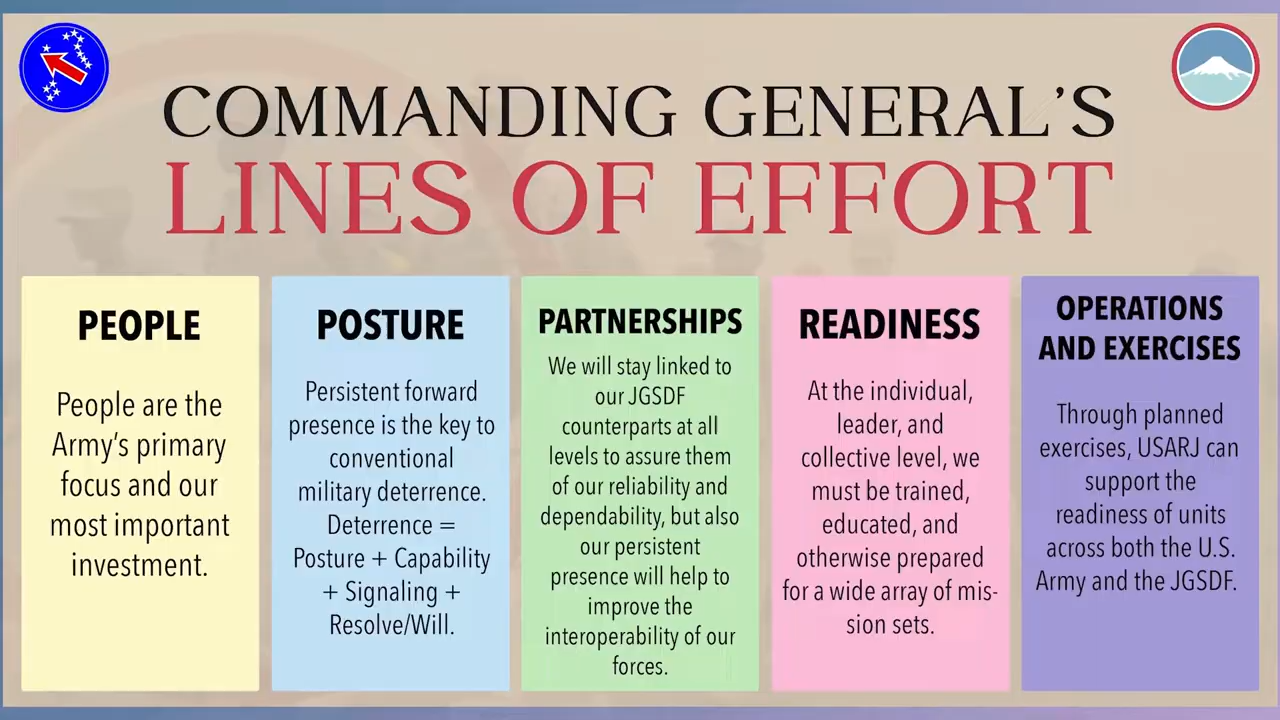 COMMANDING GENERAL'S
LINES OF EFFORT
PEOPLE
People are the
Army's primary
focus and our
most important
investment.
POSTURE
Persistent forward
presence is the key to
conventional
military deterrence.
Deterrence =
Posture + Capability
+ Signaling +
Resolve/Will.
PARTNERSHIPS
We will stay linked to
our JGSDF
counterparts at all
levels to assure them
of our reliability and
dependability, but also
our persistent
presence will help to
improve the
interoperability of our
forces.
READINESS
At the individual,
leader, and
collective level, we
must be trained,
educated, and
otherwise prepared
for a wide array of mis-
sion sets.
OPERATIONS
AND EXERCISES
Through planned
exercises, USARJ can
support the
readiness of units
across both the U.S.
Army and the JGSDF.